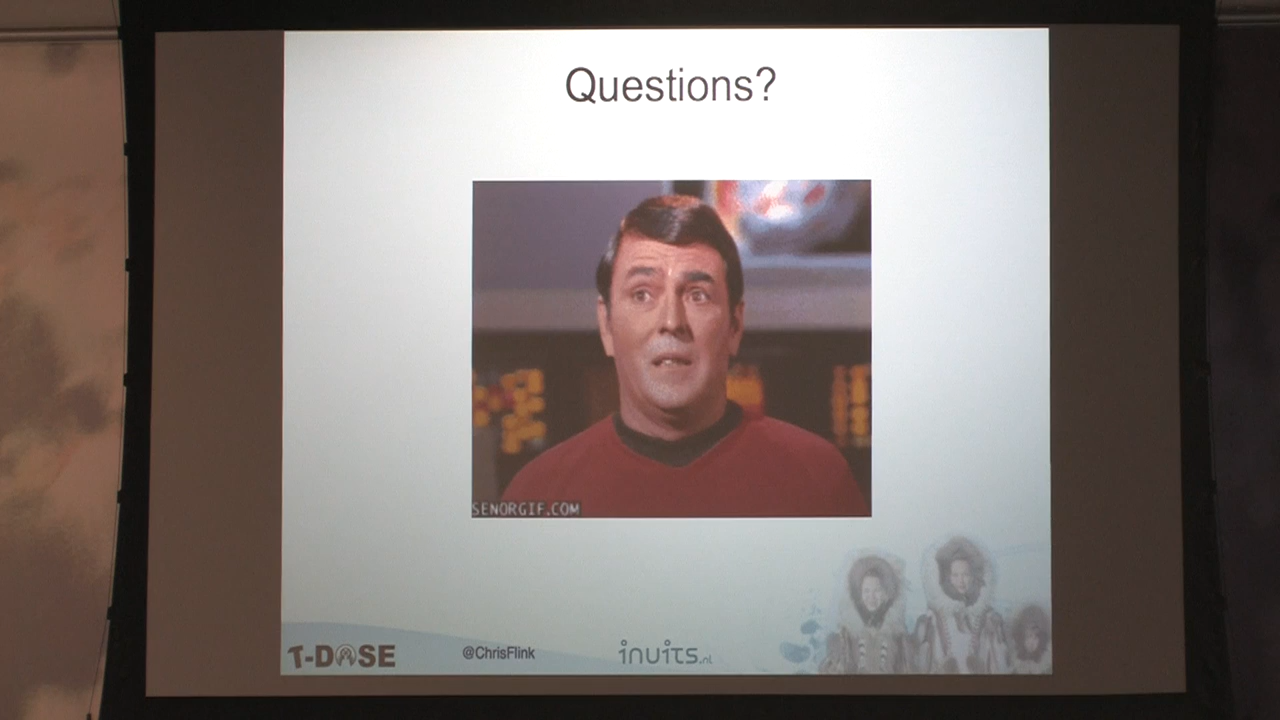 Questions?
SENORGIF.COM
T-DOSE
@ChrisFlink
inuits.nl